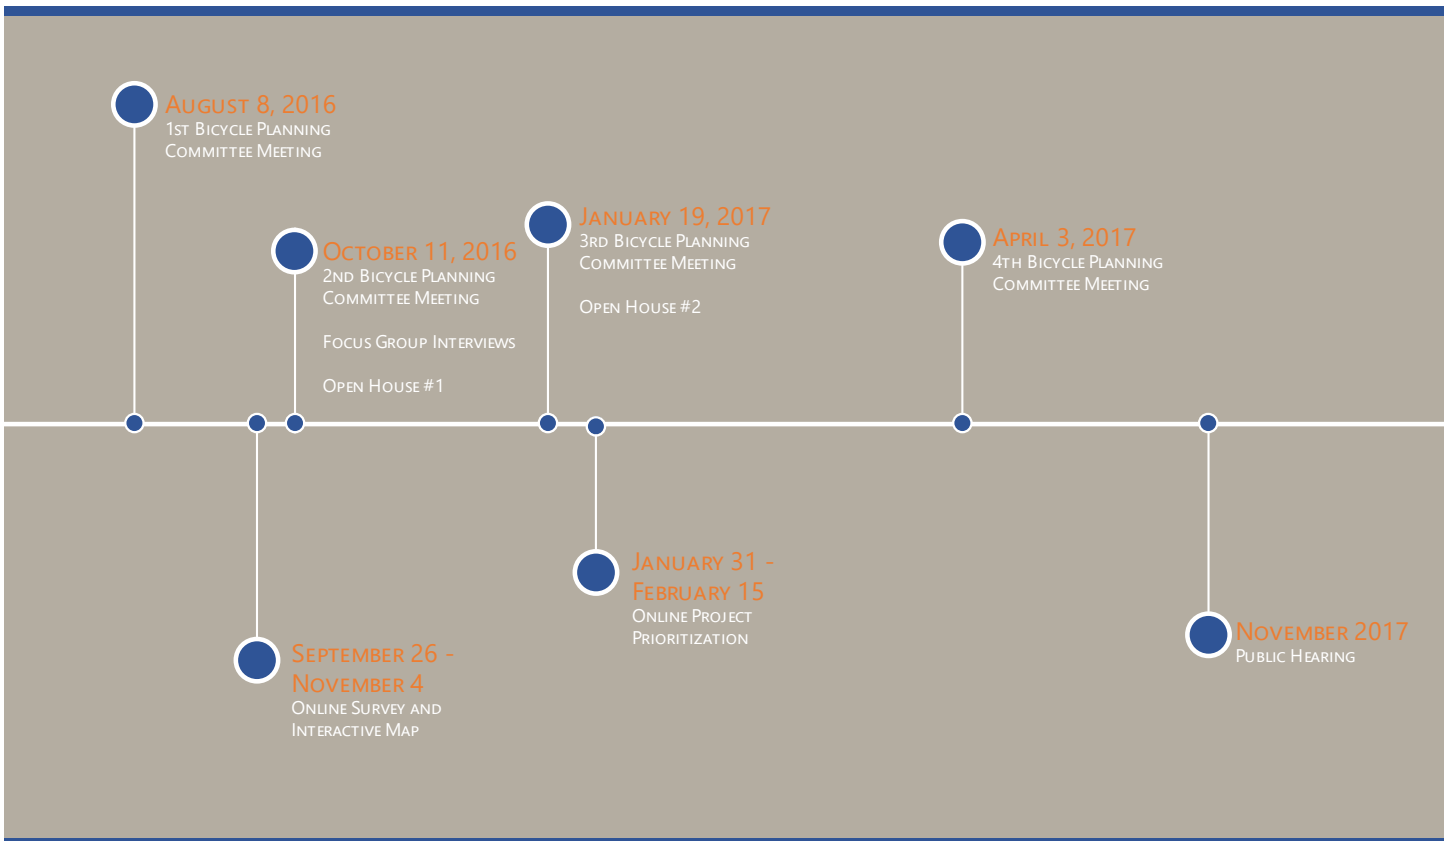 August 8, 2016
1st Bicycle Planning
Committee Meeting
October 11, 2016
2nd Bicycle Planning
Committee Meeting
Focus Group Interviews
Open House #1
January 19, 2017
3rd Bicycle Planning
Committee Meeting
Open House #2
April 3, 2017
4th Bicycle Planning
Committee Meeting
September 26 -
November 4
Online Survey and
Interactive Map
January 31 -
February 15
Online Project
Prioritization
November 2017
Public Hearing